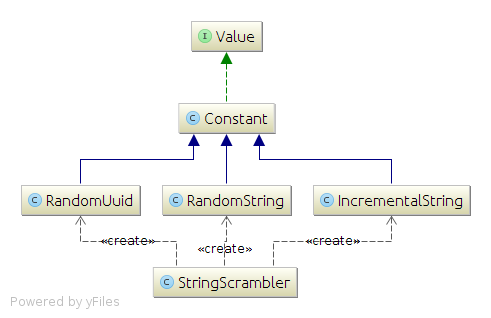 I Value
C Constant
C RandomUuid
C RandomString
C IncrementalString
«create»
«create»
«create»
C StringScrambler
Powered by yFiles